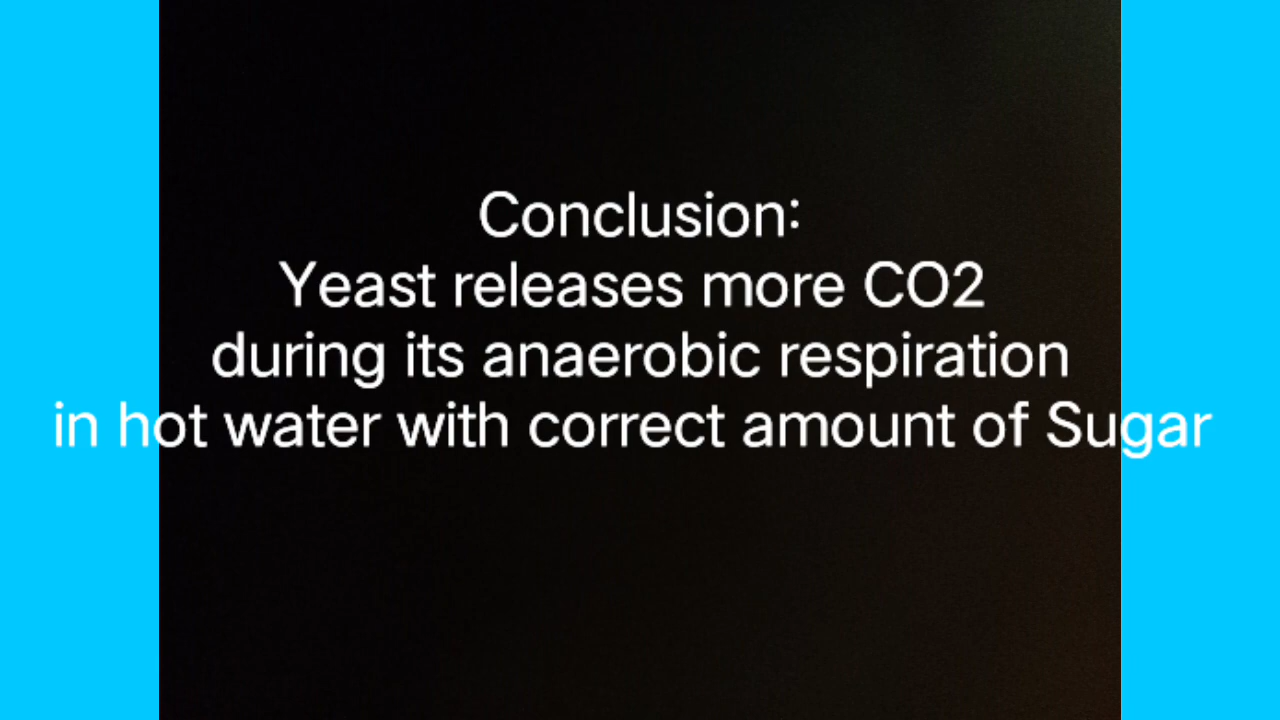 Conclusion:
Yeast releases more CO2
during its anaerobic respiration
in hot water with correct amount of Sugar